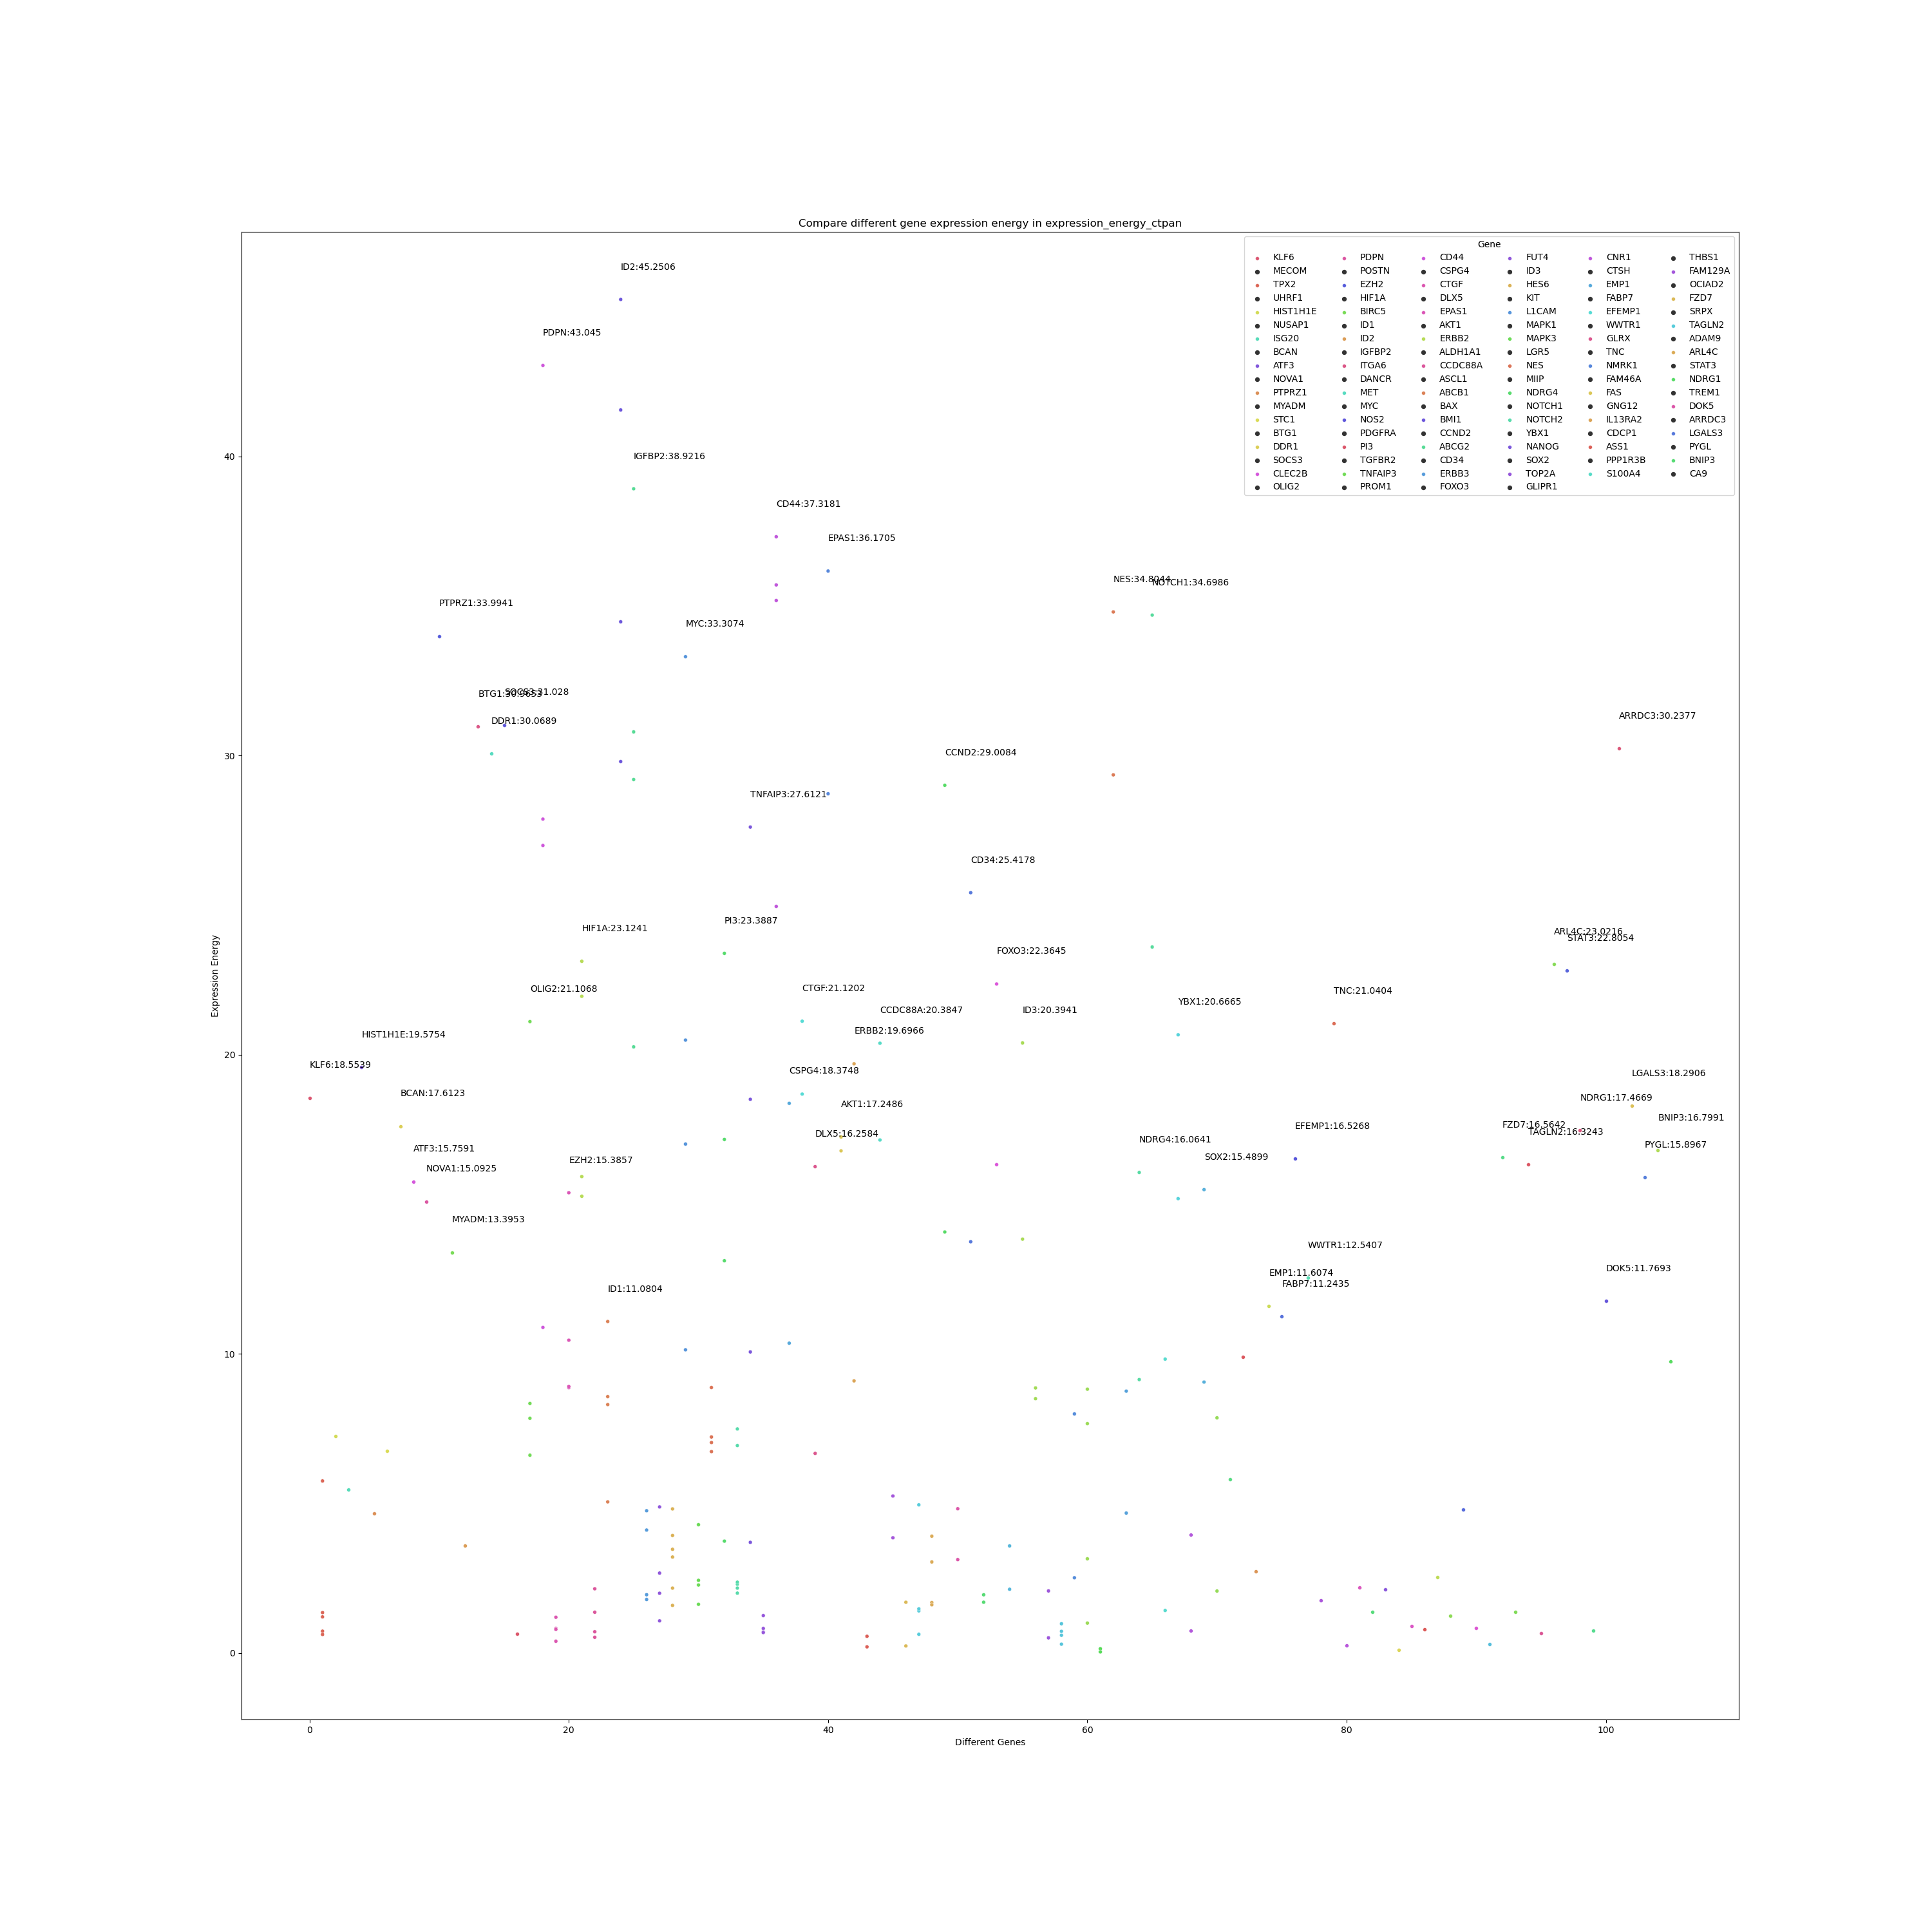 Compare different gene expression energy in expression_energy_ctpan
Gene
KLF6 PDPN CD44 FUT4 CNR1 THBS1
MECOM POSTN CSPG4 ID3 CTSH FAM129A
TPX2 EZH2 CTGF HES6 EMP1 OCIAD2
UHRF1 HIF1A DLX5 KIT FABP7 FZD7
HIST1H1E BIRC5 EPAS1 L1CAM EFEMP1 SRPX
NUSAP1 ID1 AKT1 MAPK1 WWTR1 TAGLN2
ISG20 ID2 ERBB2 MAPK3 GLRX ADAM9
BCAN IGFBP2 ALDH1A1 LGR5 TNC ARL4C
ATF3 ITGA6 CCDC88A NES NMRK1 STAT3
NOVA1 DANCR ASCL1 MIIP FAM46A NDRG1
PTPRZ1 MET ABCB1 NDRG4 FAS TREM1
MYADM MYC BAX NOTCH1 GNG12 DOK5
STC1 NOS2 BMI1 NOTCH2 IL13RA2 ARRDC3
BTG1 PDGFRA CCND2 YBX1 CDCP1 LGALS3
DDR1 PI3 ABCG2 NANOG ASS1 PYGL
SOCS3 TGFBR2 CD34 SOX2 PPP1R3B BNIP3
CLEC2B TNFAIP3 ERBB3 TOP2A S100A4 CA9
OLIG2 PROM1 FOXO3 GLIPR1
ID2:45.2506
PDPN:43.045
40
IGFBP2:38.9216
CD44:37.3181
EPAS1:36.1705
NES:34.8044
NOTCH1:34.6986
PTPRZ1:33.9941
MYC:33.3074
SOCS3:31.028
BTG1:30.9653
ARRDC3:30.2377
DDR1:30.0689
30
CCND2:29.0084
TNFAIP3:27.6121
CD34:25.4178
PI3:23.3887
HIF1A:23.1241
ARL4C:23.0216
STAT3:22.8054
FOXO3:22.3645
CTGF:21.1202
OLIG2:21.1068
TNC:21.0404
YBX1:20.6665
ID3:20.3941
CCDC88A:20.3847
20
ERBB2:19.6966
HIST1H1E:19.5754
KLF6:18.5539
CSPG4:18.3748
LGALS3:18.2906
BCAN:17.6123
NDRG1:17.4669
AKT1:17.2486
BNIP3:16.7991
FZD7:16.5642
EFEMP1:16.5268
TAGLN2:16.3243
DLX5:16.2584
NDRG4:16.0641
PYGL:15.8967
ATF3:15.7591
SOX2:15.4899
EZH2:15.3857
NOVA1:15.0925
MYADM:13.3953
WWTR1:12.5407
DOK5:11.7693
EMP1:11.6074
FABP7:11.2435
ID1:11.0804
10
0
Expression Energy
0 20 40 60 80 100
Different Genes